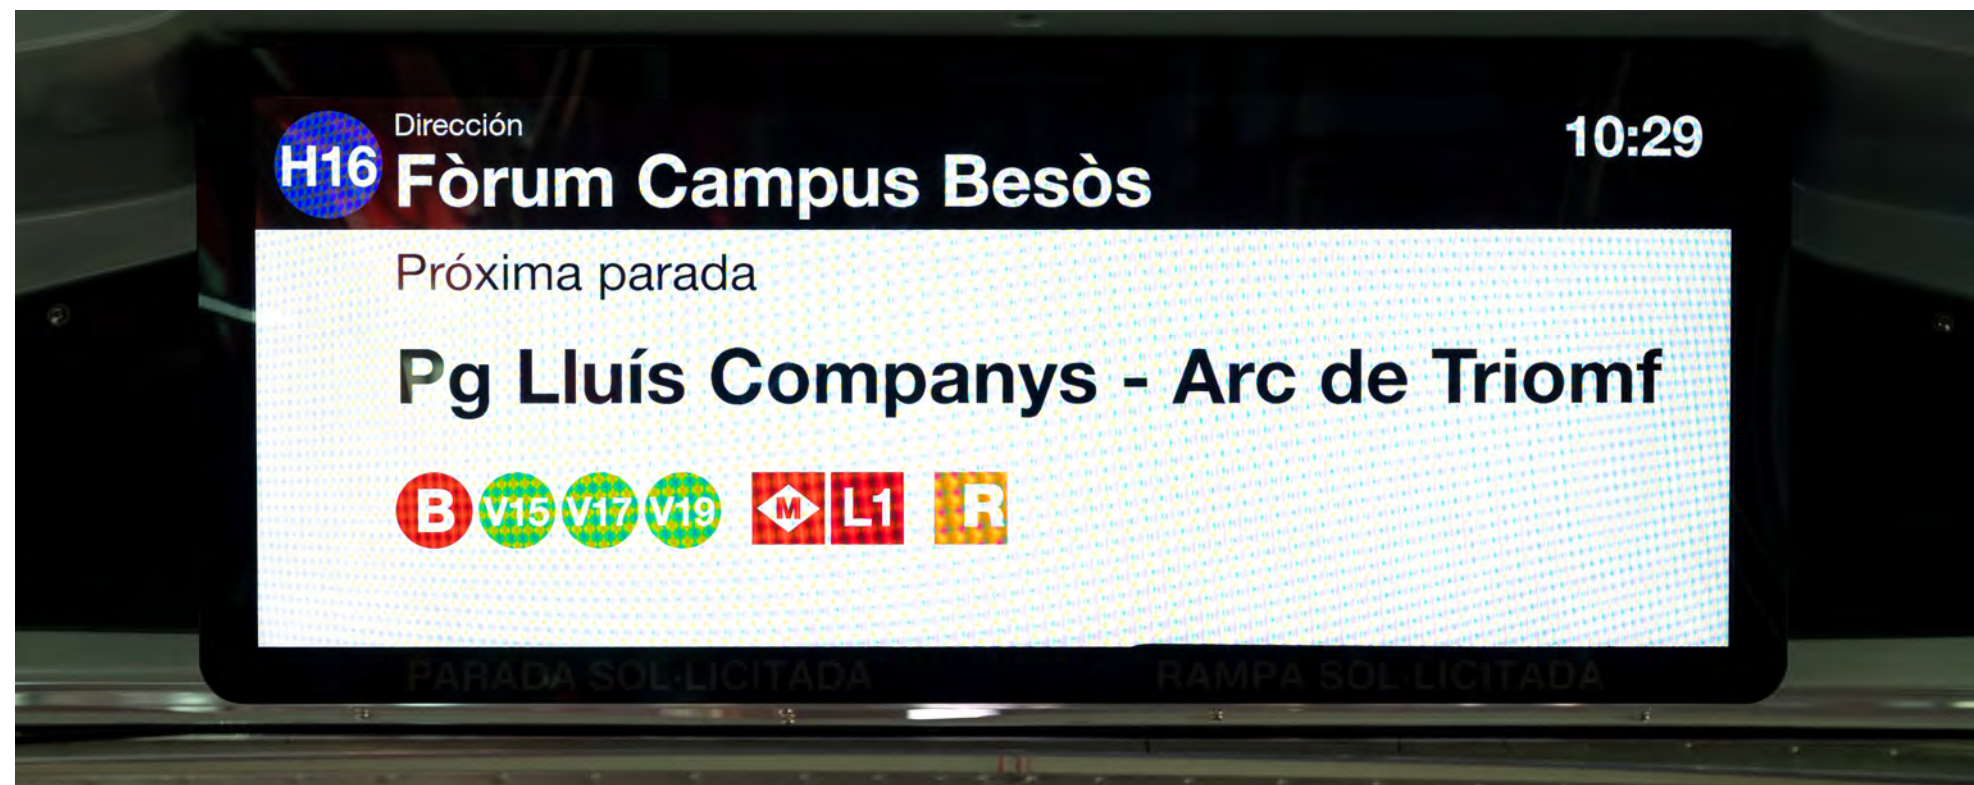 H16 Dirección 10:29
Fòrum Campus Besòs
Próxima parada
Pg Lluís Companys - Arc de Triomf
B V15 V17 V19 M L1 R
PARADA SOL·LICITADA RAMPA SOL·LICITADA